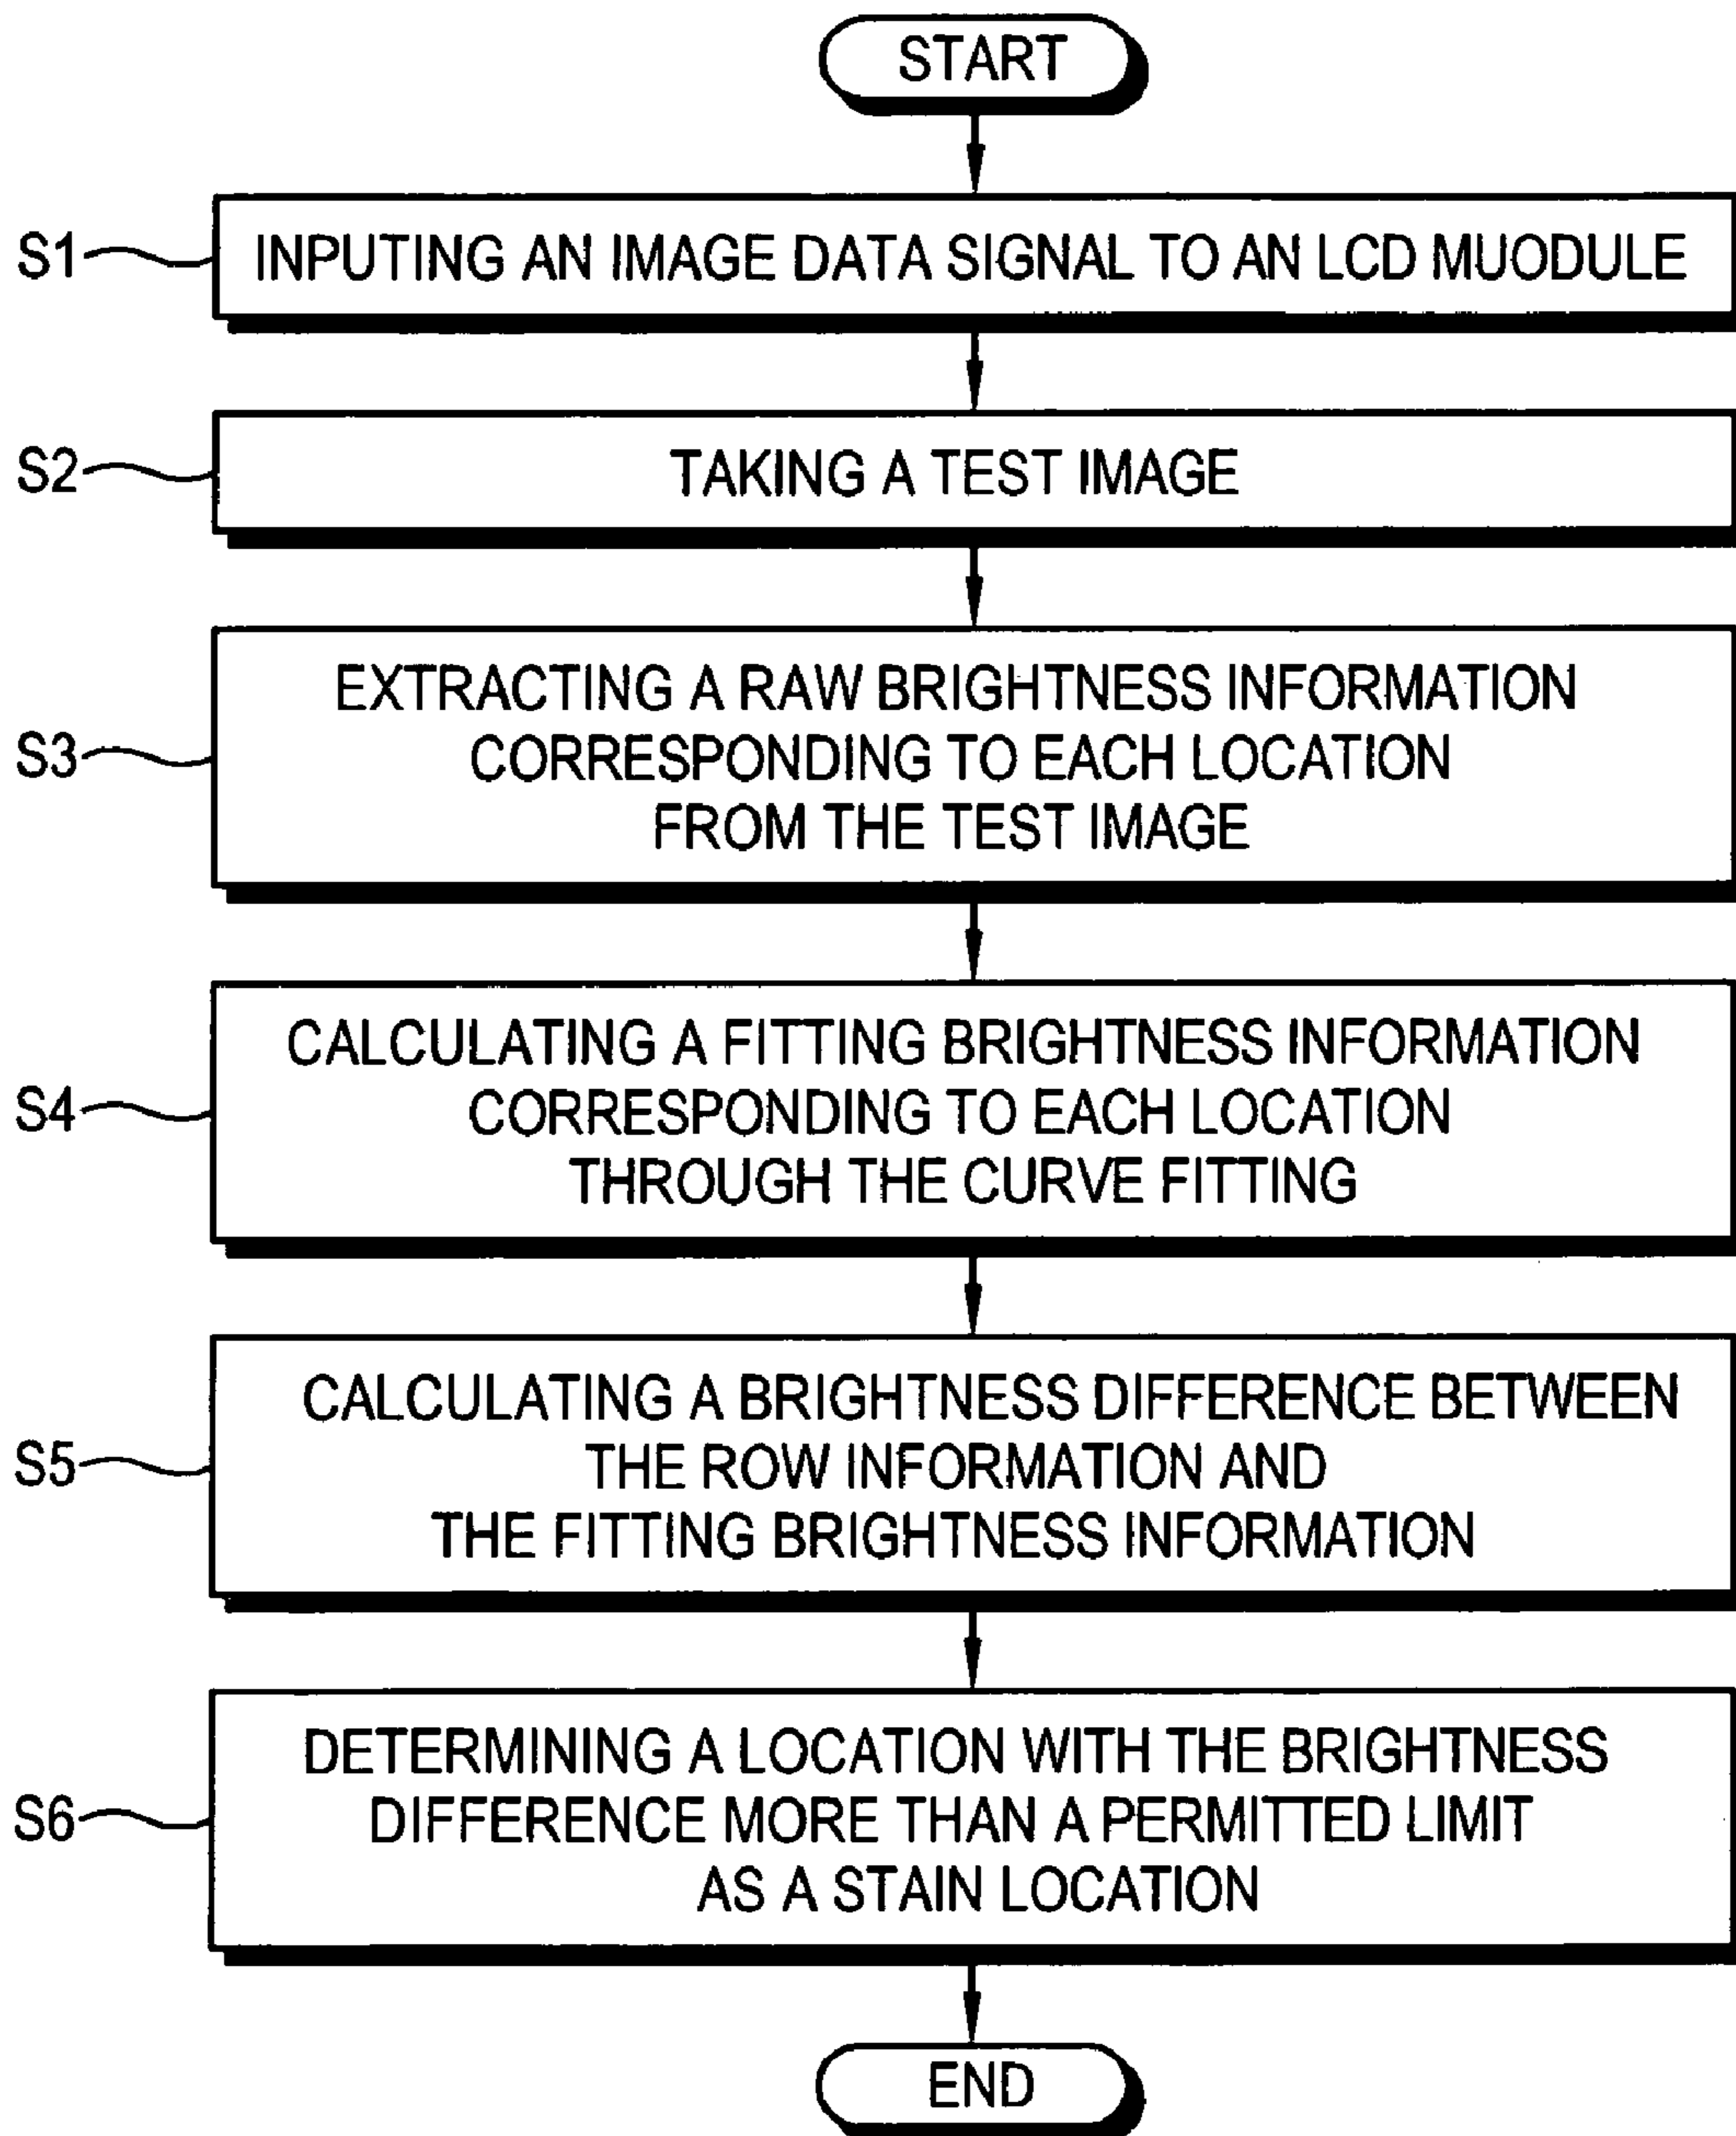 START
S1
INPUTING AN IMAGE DATA SIGNAL TO AN LCD MUODULE
S2
TAKING A TEST IMAGE
S3
EXTRACTING A RAW BRIGHTNESS INFORMATION
CORRESPONDING TO EACH LOCATION
FROM THE TEST IMAGE
S4
CALCULATING A FITTING BRIGHTNESS INFORMATION
CORRESPONDING TO EACH LOCATION
THROUGH THE CURVE FITTING
S5
CALCULATING A BRIGHTNESS DIFFERENCE BETWEEN
THE ROW INFORMATION AND
THE FITTING BRIGHTNESS INFORMATION
S6
DETERMINING A LOCATION WITH THE BRIGHTNESS
DIFFERENCE MORE THAN A PERMITTED LIMIT
AS A STAIN LOCATION
END